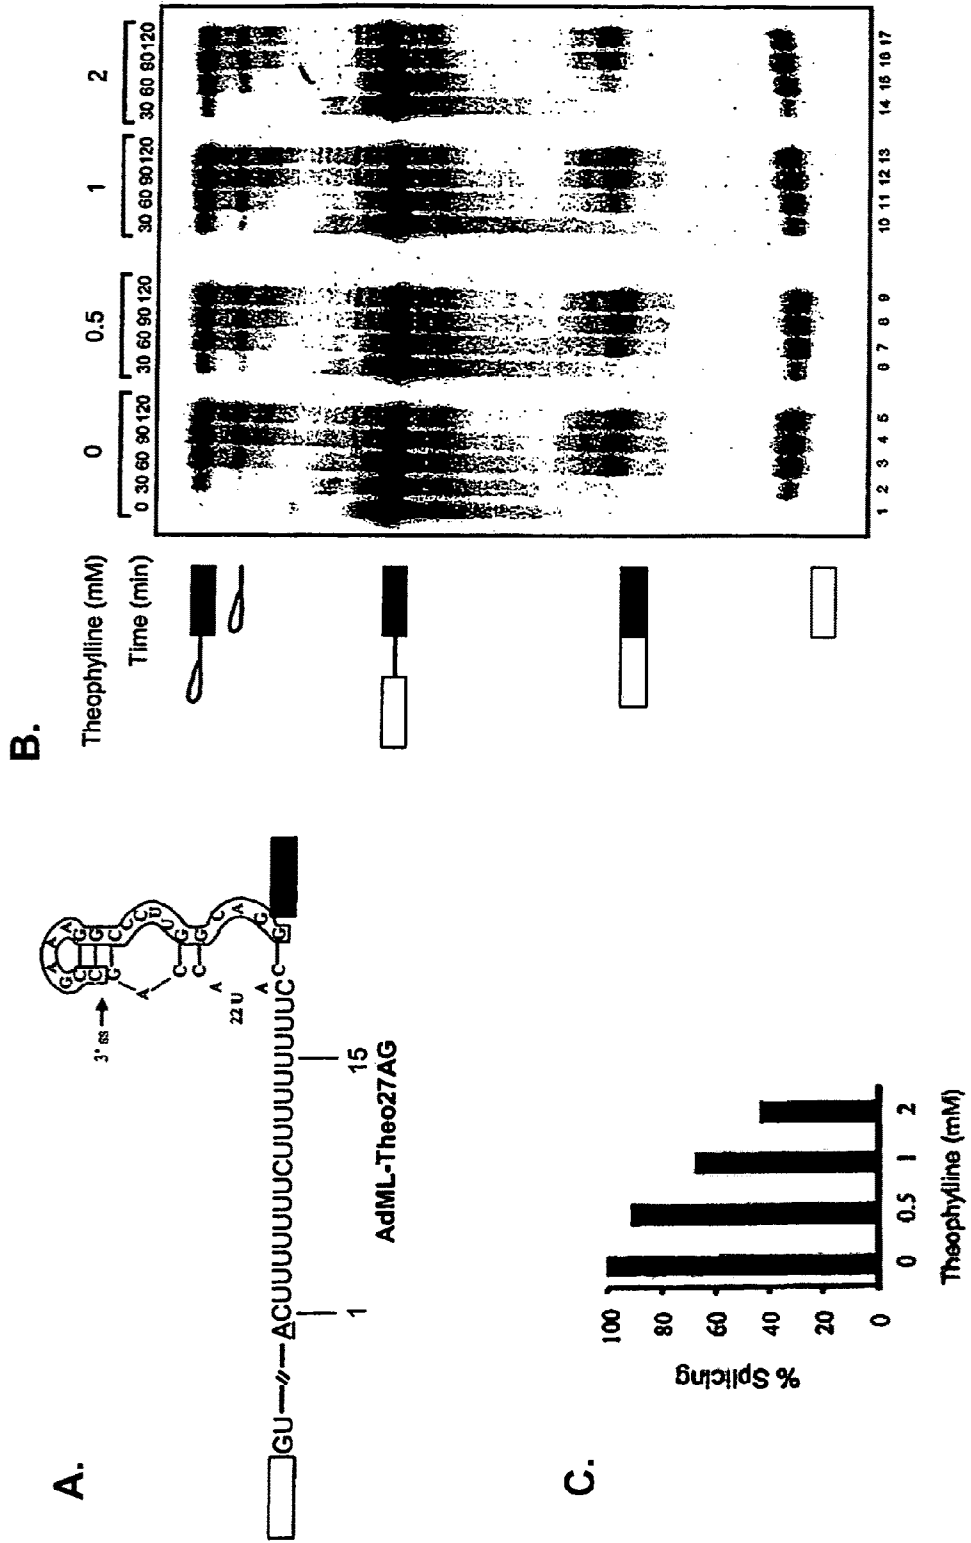 A.
GU
ACUUUUUUUUCUUUUUUUUUUC
1
15
3' ss
G
A
A
A
A
C
C
G
G
G
C
C
C
U
U
G
G
C
A
G
G
A
C
C
A
22 U
A
C
AdML-Theo27AG
B.
Theophylline (mM)
0
0.5
1
2
Time (min)
0 30 60 90 120
30 60 90 120
30 60 90 120
30 60 90 120
1 2 3 4 5
6 7 8 9
10 11 12 13
14 15 16 17
C.
% Splicing
100
80
60
40
20
0
0
0.5
1
2
Theophylline (mM)